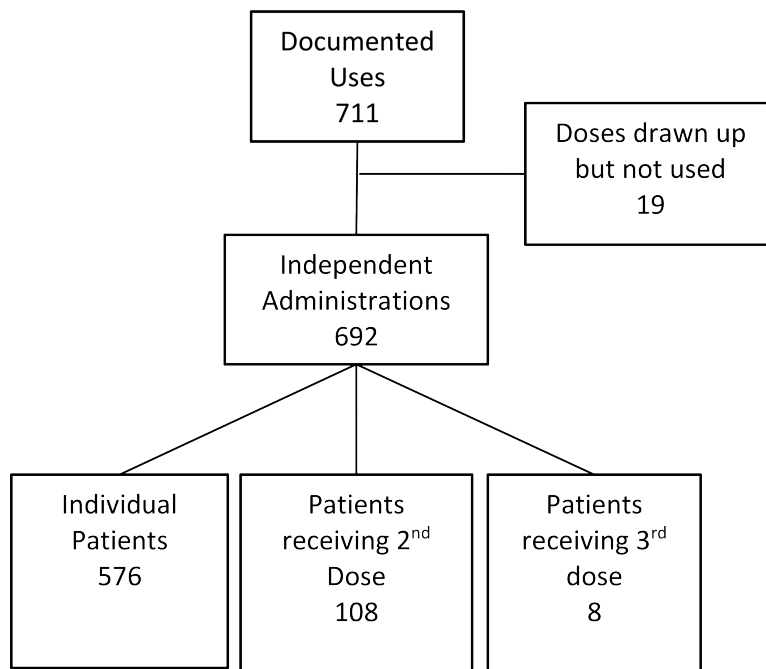 Documented
Uses
711
Doses drawn up
but not used
19
Independent
Administrations
692
Individual
Patients
576
Patients
receiving 2nd
Dose
108
Patients
receiving 3rd
dose
8